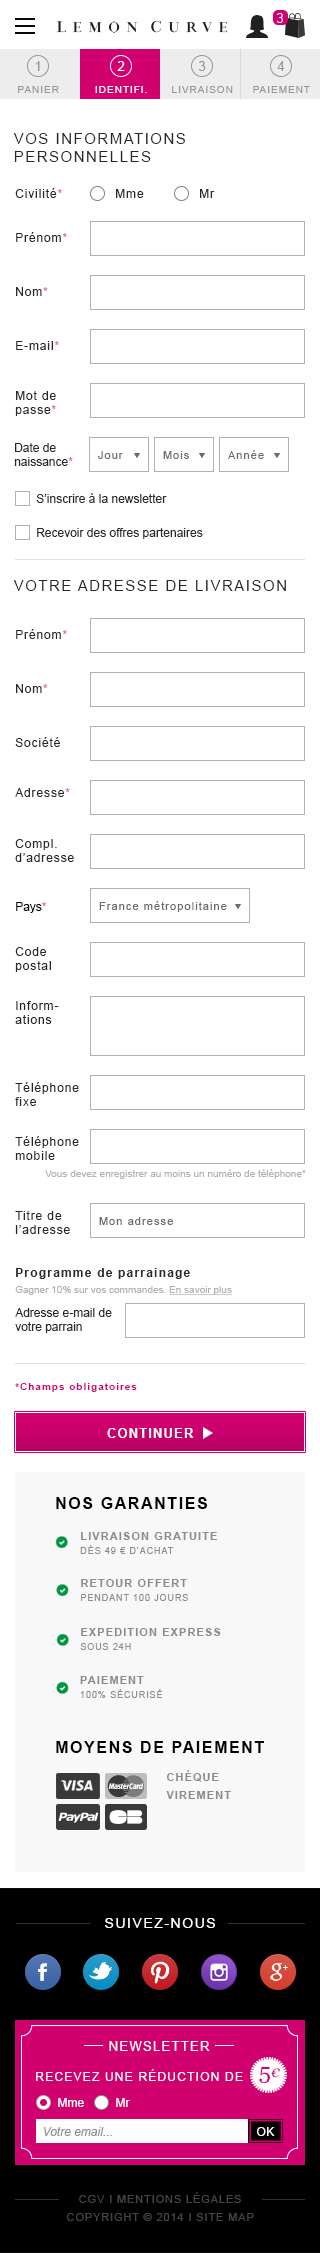 LEMON CURVE
3
1 2 3 4
PANIER IDENTIFI. LIVRAISON PAIEMENT
VOS INFORMATIONS
PERSONNELLES
Civilité* Mme Mr
Prénom*
Nom*
E-mail*
Mot de
passe*
Date de
naissance*
Jour Mois Année
S'inscrire à la newsletter
Recevoir des offres partenaires
VOTRE ADRESSE DE LIVRAISON
Prénom*
Nom*
Société
Adresse*
Compl.
d'adresse
Pays* France métropolitaine
Code
postal
Inform-
ations
Téléphone
fixe
Téléphone
mobile
Vous devez enregistrer au moins un numéro de téléphone*
Titre de
l'adresse
Mon adresse
Programme de parrainage
Gagner 10% sur vos commandes. En savoir plus
Adresse e-mail de
votre parrain
*Champs obligatoires
CONTINUER
NOS GARANTIES
LIVRAISON GRATUITE
DÈS 49 € D'ACHAT
RETOUR OFFERT
PENDANT 100 JOURS
EXPEDITION EXPRESS
SOUS 24H
PAIEMENT
100% SÉCURISÉ
MOYENS DE PAIEMENT
VISA MasterCard CHÈQUE
PayPal CB VIREMENT
SUIVEZ-NOUS
f g+
NEWSLETTER
RECEVEZ UNE RÉDUCTION DE 5€
Mme Mr
Votre email... OK
CGV I MENTIONS LÉGALES
COPYRIGHT © 2014 I SITE MAP